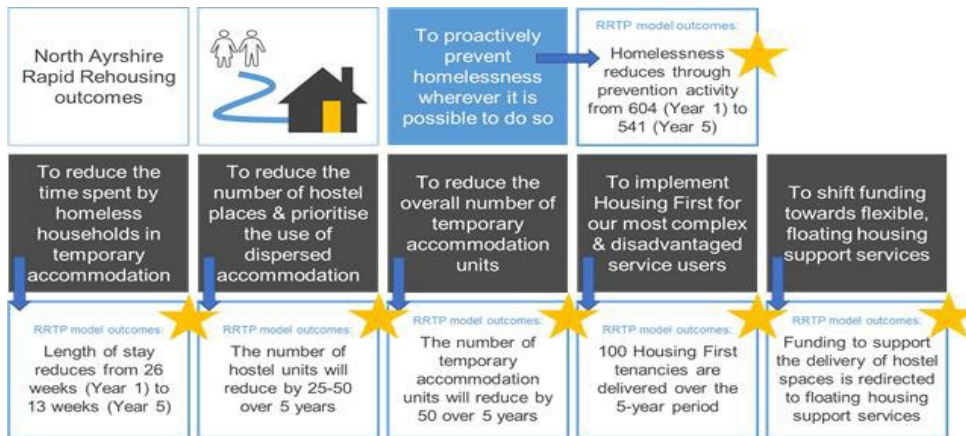 North Ayrshire
Rapid Rehousing
outcomes
To proactively
prevent
homelessness
wherever it is
possible to do so
RRTP model outcomes:
Homelessness
reduces through
prevention activity
from 604 (Year 1) to
541 (Year 5)
To reduce the
time spent by
homeless
households in
temporary
accommodation
To reduce the
number of hostel
places & prioritise
the use of
dispersed
accommodation
To reduce the
overall number of
temporary
accommodation
units
To implement
Housing First for
our most complex
& disadvantaged
service users
To shift funding
towards flexible,
floating housing
support services
RRTP model outcomes:
Length of stay
reduces from 26
weeks (Year 1) to
13 weeks (Year 5)
RRTP model outcomes:
The number of
hostel units will
reduce by 25-50
over 5 years
RRTP model outcomes:
The number of
temporary
accommodation
units will reduce by
50 over 5 years
RRTP model outcomes:
100 Housing First
tenancies are
delivered over the
5-year period
RRTP model outcomes:
Funding to support
the delivery of hostel
spaces is redirected
to floating housing
support services